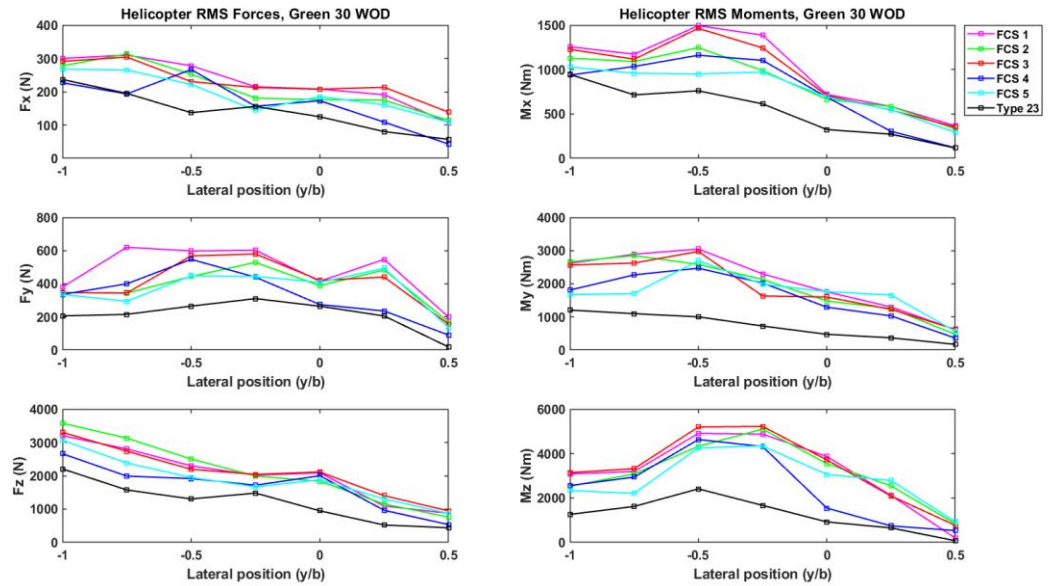 Helicopter RMS Forces, Green 30 WOD
400
300
200
100
0
Fx (N)
-1
-0.5
0
0.5
Lateral position (y/b)
800
600
400
200
0
Fy (N)
-1
-0.5
0
0.5
Lateral position (y/b)
4000
3000
2000
1000
0
Fz (N)
-1
-0.5
0
0.5
Lateral position (y/b)
Helicopter RMS Moments, Green 30 WOD
1500
1000
500
0
Mx (Nm)
-1
-0.5
0
0.5
Lateral position (y/b)
4000
3000
2000
1000
0
My (Nm)
-1
-0.5
0
0.5
Lateral position (y/b)
6000
4000
2000
0
Mz (Nm)
-1
-0.5
0
0.5
Lateral position (y/b)
FCS 1
FCS 2
FCS 3
FCS 4
FCS 5
Type 23